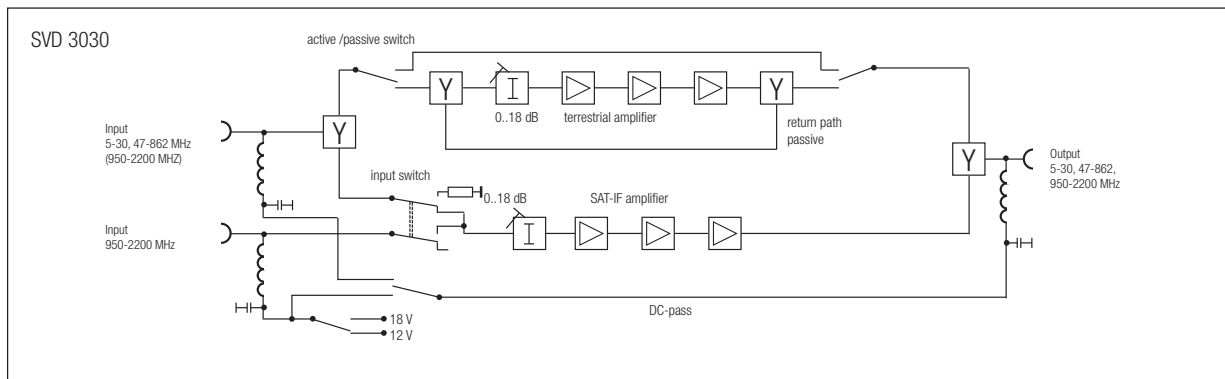 SVD 3030
active /passive switch
Y
I
Y
0..18 dB
terrestrial amplifier
return path
passive
Input
5-30, 47-862 MHz
(950-2200 MHZ)
Y
Y
Output
5-30, 47-862,
950-2200 MHz
input switch
0..18 dB
SAT-IF amplifier
I
Input
950-2200 MHz
DC-pass
18 V
12 V